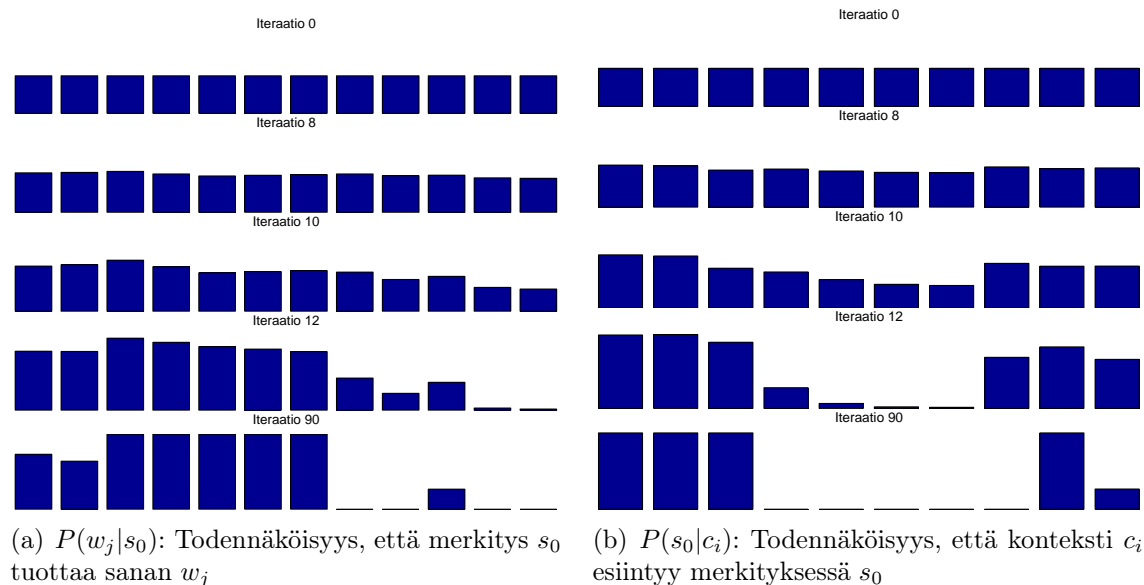 Iteraatio 0
Iteraatio 8
Iteraatio 10
Iteraatio 12
Iteraatio 90
(a) P(w_j|s_0): Todennäköisyys, että merkitys s_0
tuottaa sanan w_j
Iteraatio 0
Iteraatio 8
Iteraatio 10
Iteraatio 12
Iteraatio 90
(b) P(s_0|c_i): Todennäköisyys, että konteksti c_i
esiintyy merkityksessä s_0